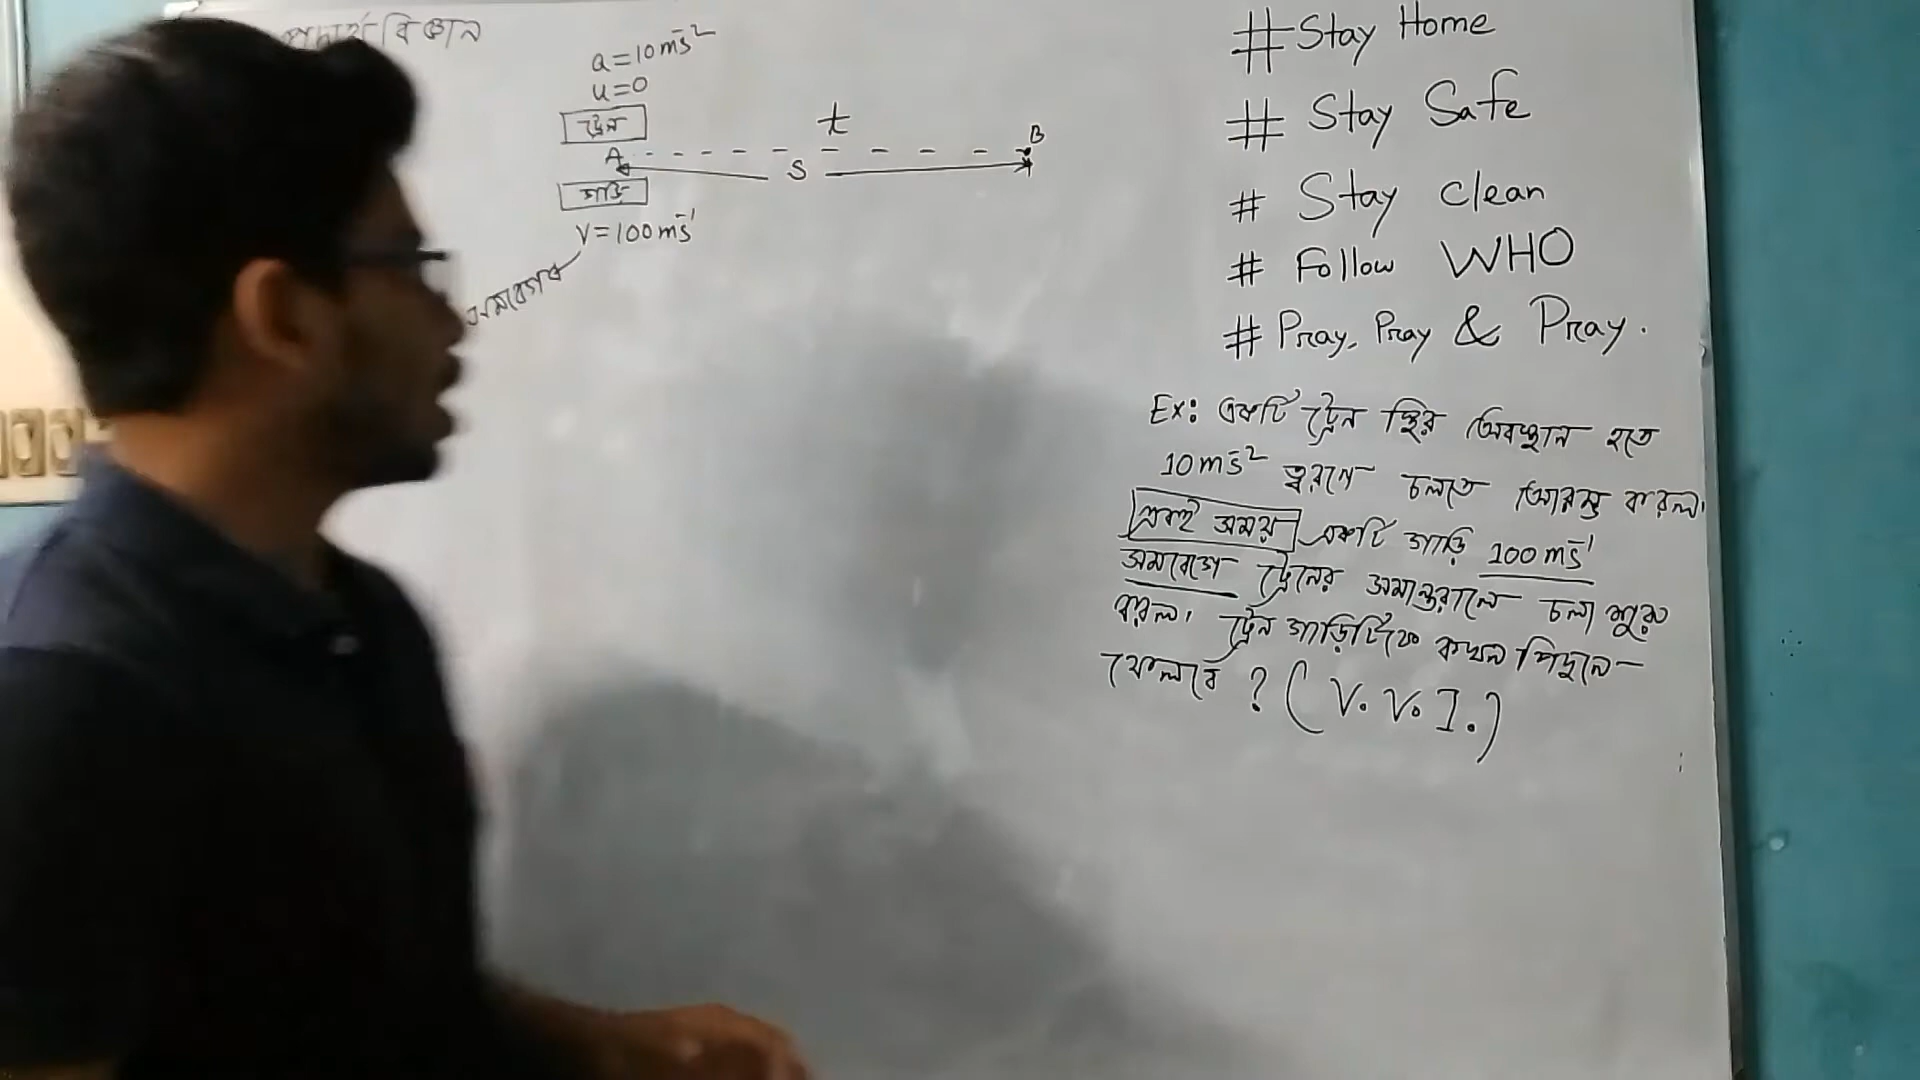 পদার্থ বিজ্ঞান
a=10ms⁻²
u=0
ট্রেন
t
A
B
S
গাড়ি
v=100ms⁻¹
সমবেগে
#Stay Home
# Stay Safe
# Stay clean
# Follow WHO
# Pray, Pray & Pray.
Ex: একটি ট্রেন স্থির অবস্থান হতে
10ms⁻² ত্বরণে চলতে আরম্ভ করল।
একই সময় একটি গাড়ি 100ms⁻¹
সমবেগে ট্রেনের সমান্তরালে চলা শুরু
করল। ট্রেন গাড়িটিকে কখন পিছনে
ফেলবে ? (V.V.I.)